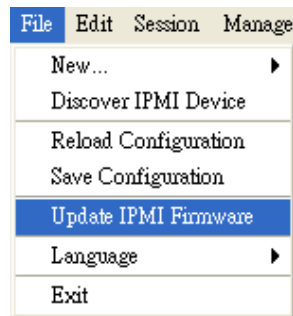 File Edit Session Manage
New...
Discover IPMI Device
Reload Configuration
Save Configuration
Update IPMI Firmware
Language
Exit